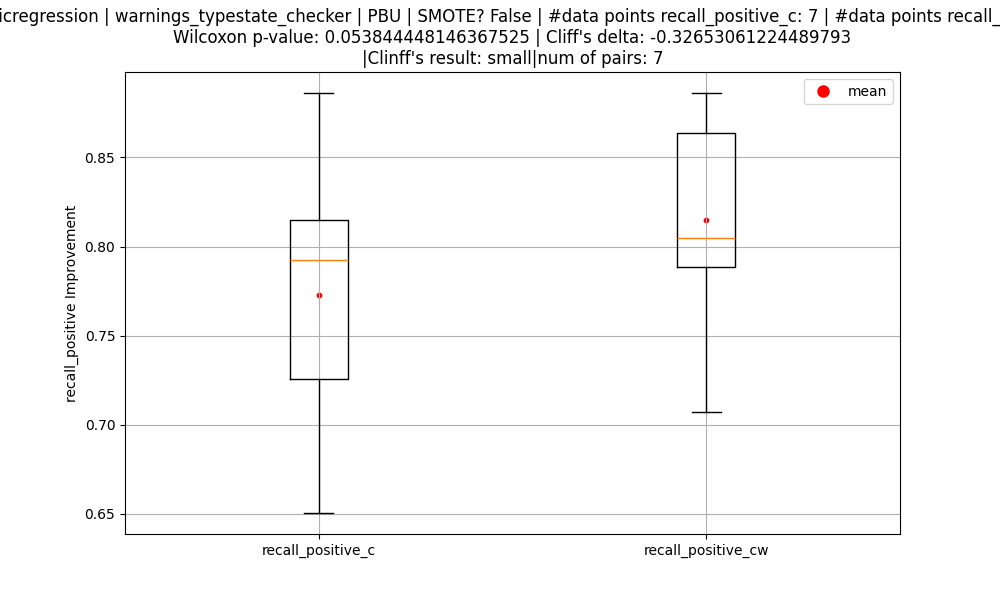 icregression | warnings_typestate_checker | PBU | SMOTE? False | #data points recall_positive_c: 7 | #data points recall_
Wilcoxon p-value: 0.053844448146367525 | Cliff's delta: -0.32653061224489793
|Clinff's result: small|num of pairs: 7
mean
recall_positive Improvement
0.85
0.80
0.75
0.70
0.65
recall_positive_c
recall_positive_cw